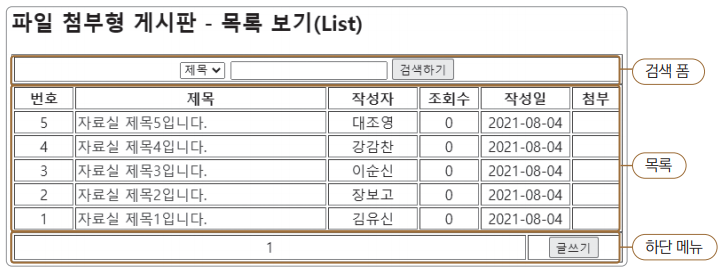 파일 첨부형 게시판 - 목록 보기(List)
제목 검색하기
검색 폼
번호 제목 작성자 조회수 작성일 첨부
5 자료실 제목5입니다. 대조영 0 2021-08-04
4 자료실 제목4입니다. 강감찬 0 2021-08-04
3 자료실 제목3입니다. 이순신 0 2021-08-04
목록
2 자료실 제목2입니다. 장보고 0 2021-08-04
1 자료실 제목1입니다. 김유신 0 2021-08-04
1 글쓰기
하단 메뉴